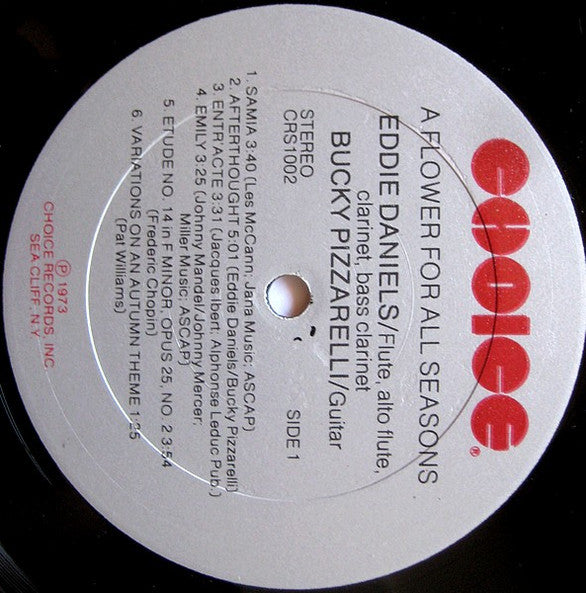 choice®
A FLOWER FOR ALL SEASONS
EDDIE DANIELS/Flute, alto flute,
clarinet, bass clarinet
BUCKY PIZZARELLI/Guitar
STEREO
CRS1002
SIDE 1
1. SAMIA 3:40 (Les McCann; Jana Music; ASCAP)
2. AFTERTHOUGHT 5:01 (Eddie Daniels/Bucky Pizzarelli)
3. ENTR'ACTE 3:31 (Jacques Ibert; Alphonse Leduc Pub.)
4. EMILY 3:25 (Johnny Mandel/Johnny Mercer;
Miller Music; ASCAP)
5. ETUDE NO. 14 in F MINOR, OPUS 25, NO. 2 3:54
(Frederic Chopin)
6. VARIATIONS ON AN AUTUMN THEME 1:25
(Pat Williams)
℗ 1973
CHOICE RECORDS, INC.
SEA CLIFF, N.Y.